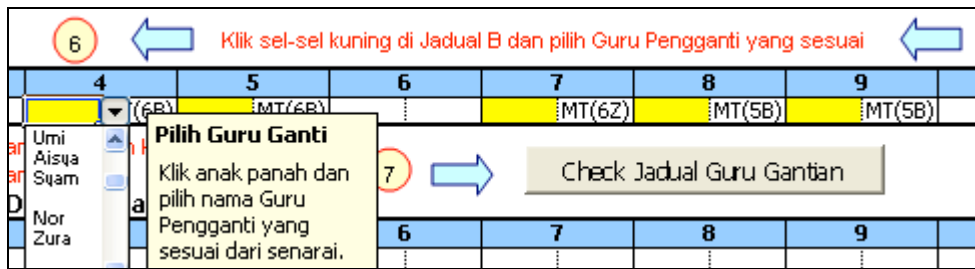 6 Klik sel-sel kuning di Jadual B dan pilih Guru Pengganti yang sesuai
4 5 6 7 8 9
(6B) MT(6B) MT(6Z) MT(5B) MT(5B)
Umi
Aisya
Syam
Nor
Zura
Pilih Guru Ganti
Klik anak panah dan
pilih nama Guru
Pengganti yang
sesuai dari senarai.
7 Check Jadual Guru Gantian
6 7 8 9